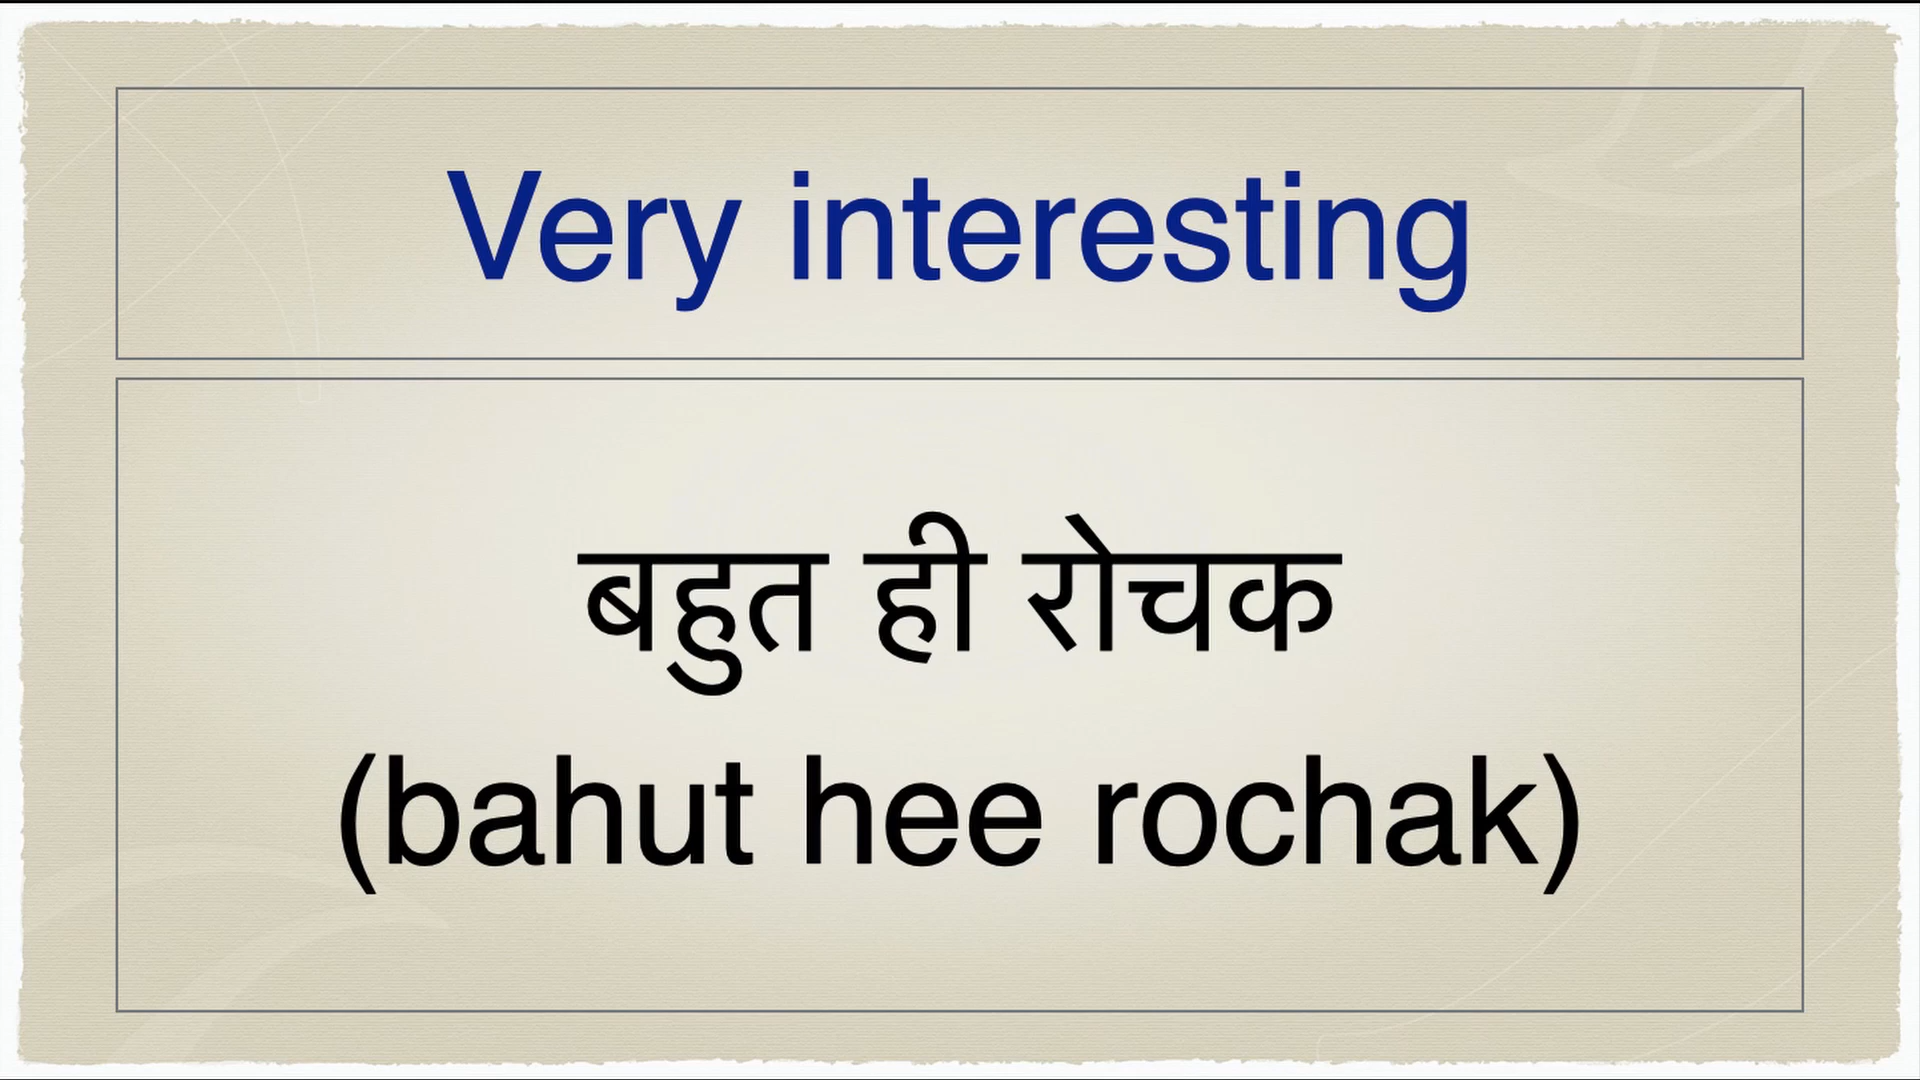 Very interesting
बहुत ही रोचक
(bahut hee rochak)